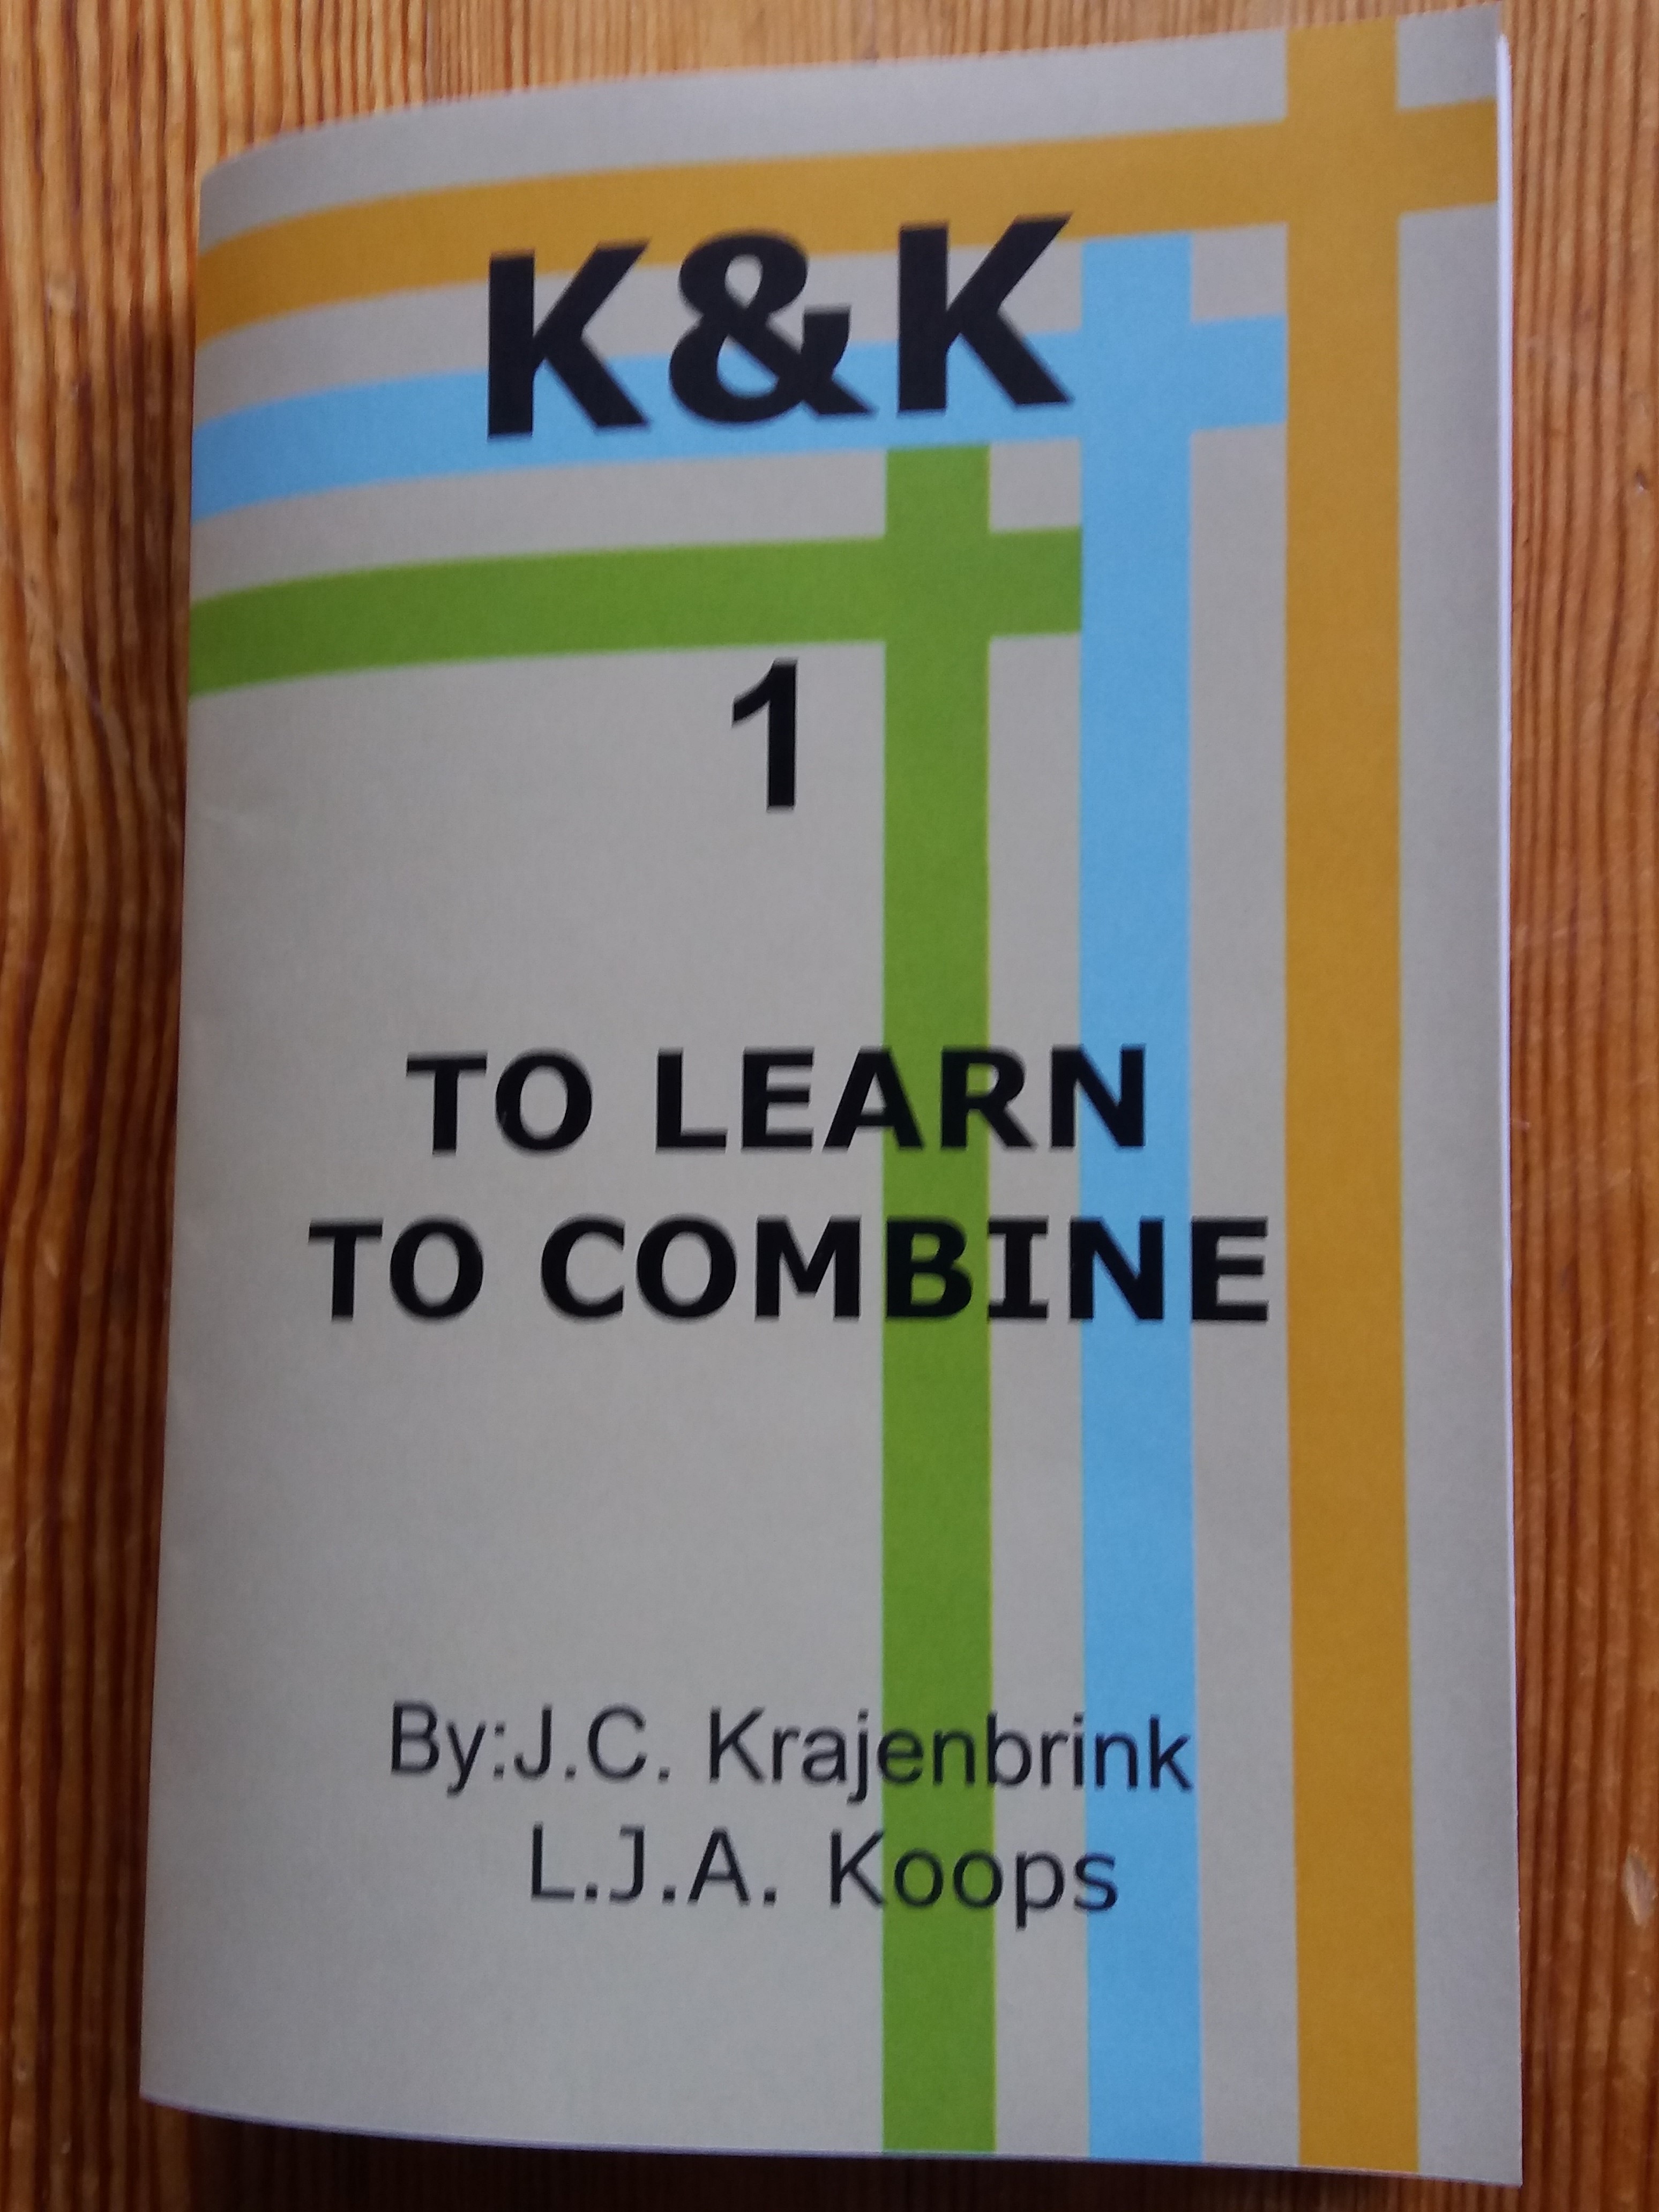 K&K
1
TO LEARN
TO COMBINE
By:J.C. Krajenbrink
L.J.A. Koops